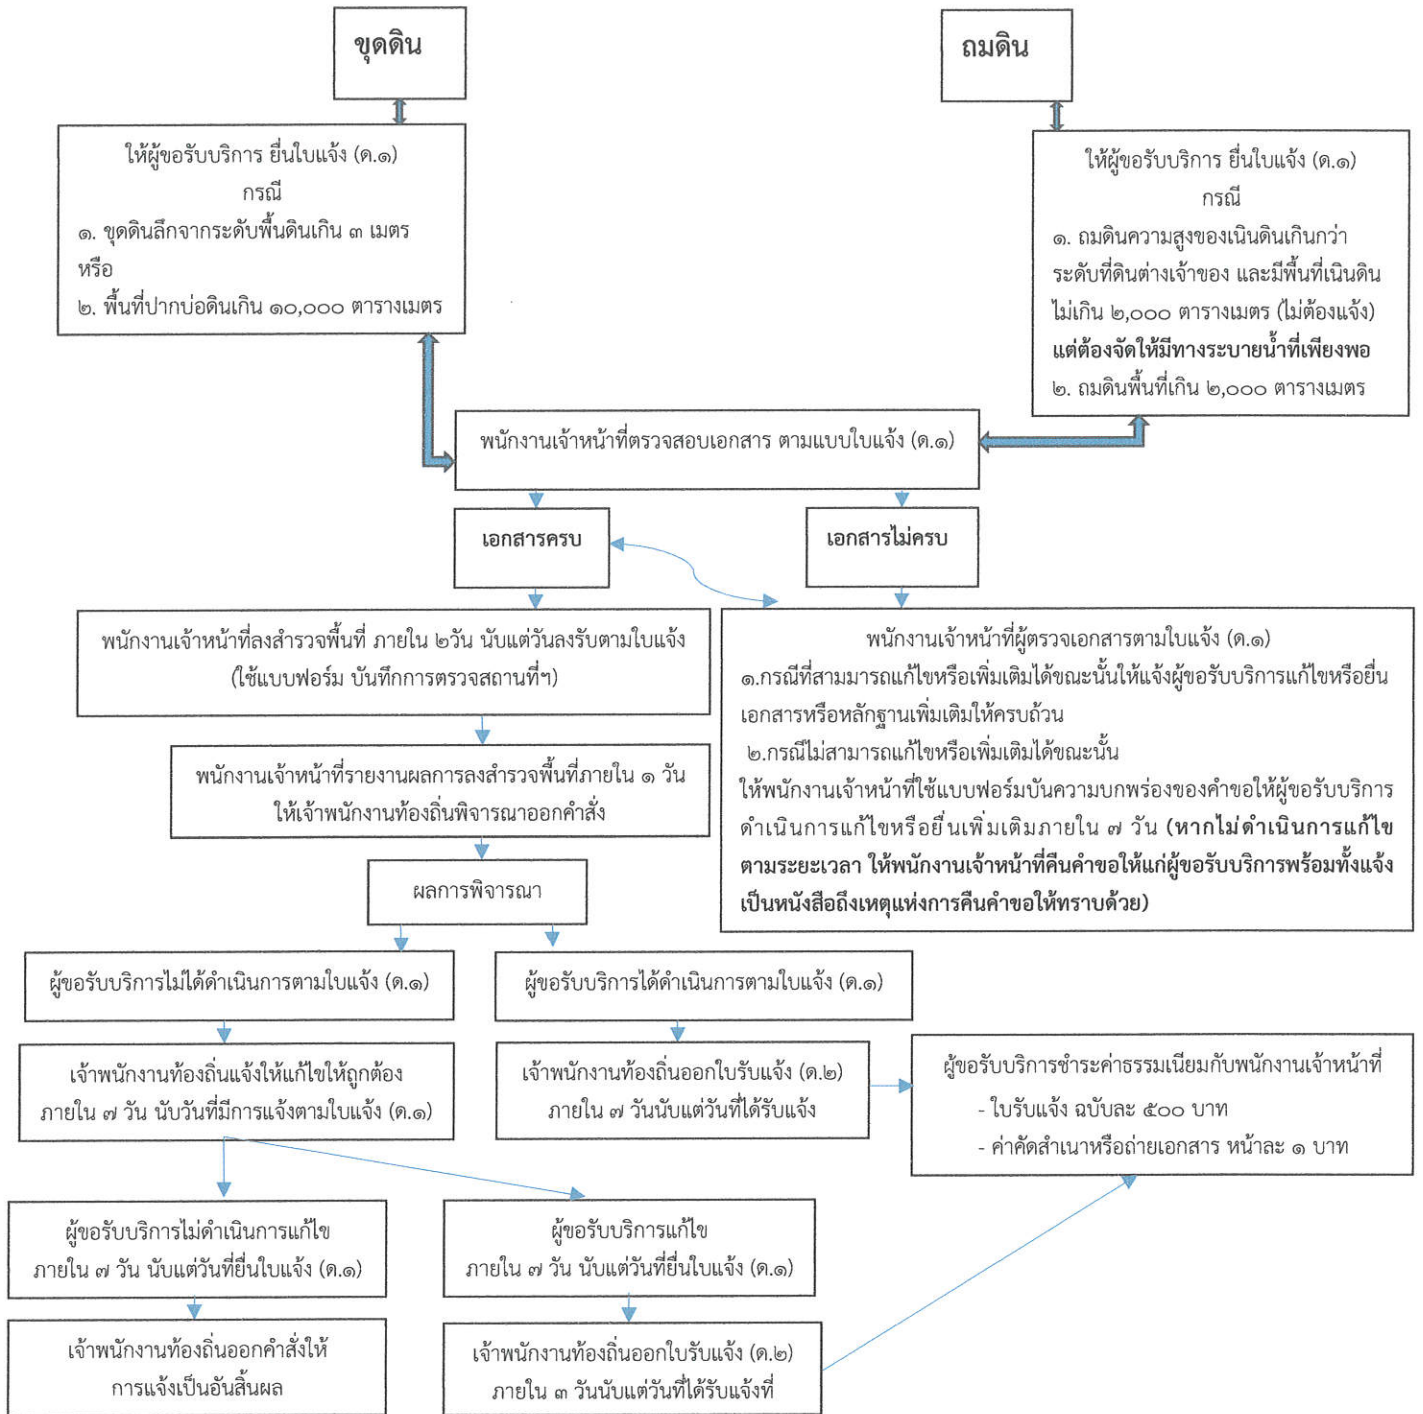 ขุดดิน
ถมดิน
ให้ผู้ขอรับบริการ ยื่นใบแจ้ง (ด.๑)
กรณี
๑. ขุดดินลึกจากระดับพื้นดินเกิน ๓ เมตร
หรือ
๒. พื้นที่ปากบ่อดินเกิน ๑๐,๐๐๐ ตารางเมตร
ให้ผู้ขอรับบริการ ยื่นใบแจ้ง (ด.๑)
กรณี
๑. ถมดินความสูงของเนินดินเกินกว่า
ระดับที่ดินต่างเจ้าของ และมีพื้นที่เนินดิน
ไม่เกิน ๒,๐๐๐ ตารางเมตร (ไม่ต้องแจ้ง)
แต่ต้องจัดให้มีทางระบายน้ำที่เพียงพอ
๒. ถมดินพื้นที่เกิน ๒,๐๐๐ ตารางเมตร
พนักงานเจ้าหน้าที่ตรวจสอบเอกสาร ตามแบบใบแจ้ง (ด.๑)
เอกสารครบ
เอกสารไม่ครบ
พนักงานเจ้าหน้าที่ลงสำรวจพื้นที่ ภายใน ๒วัน นับแต่วันลงรับตามใบแจ้ง
(ใช้แบบฟอร์ม บันทึกการตรวจสถานที่ฯ)
พนักงานเจ้าหน้าที่ผู้ตรวจเอกสารตามใบแจ้ง (ด.๑)
๑.กรณีที่สามมารถแก้ไขหรือเพิ่มเติมได้ขณะนั้นให้แจ้งผู้ขอรับบริการแก้ไขหรือยื่น
เอกสารหรือหลักฐานเพิ่มเติมให้ครบถ้วน
๒.กรณีไม่สามารถแก้ไขหรือเพิ่มเติมได้ขณะนั้น
ให้พนักงานเจ้าหน้าที่ใช้แบบฟอร์มบันความบกพร่องของคำขอให้ผู้ขอรับบริการ
ดำเนินการแก้ไขหรือยื่นเพิ่มเติมภายใน ๗ วัน (หากไม่ดำเนินการแก้ไข
ตามระยะเวลา ให้พนักงานเจ้าหน้าที่คืนคำขอให้แก่ผู้ขอรับบริการพร้อมทั้งแจ้ง
เป็นหนังสือถึงเหตุแห่งการคืนคำขอให้ทราบด้วย)
พนักงานเจ้าหน้าที่รายงานผลการลงสำรวจพื้นที่ภายใน ๑ วัน
ให้เจ้าพนักงานท้องถิ่นพิจารณาออกคำสั่ง
ผลการพิจารณา
ผู้ขอรับบริการไม่ได้ดำเนินการตามใบแจ้ง (ด.๑)
ผู้ขอรับบริการได้ดำเนินการตามใบแจ้ง (ด.๑)
เจ้าพนักงานท้องถิ่นแจ้งให้แก้ไขให้ถูกต้อง
ภายใน ๗ วัน นับวันที่มีการแจ้งตามใบแจ้ง (ด.๑)
เจ้าพนักงานท้องถิ่นออกใบรับแจ้ง (ด.๒)
ภายใน ๗ วันนับแต่วันที่ได้รับแจ้ง
ผู้ขอรับบริการชำระค่าธรรมเนียมกับพนักงานเจ้าหน้าที่
- ใบรับแจ้ง ฉบับละ ๕๐๐ บาท
- ค่าคัดสำเนาหรือถ่ายเอกสาร หน้าละ ๑ บาท
ผู้ขอรับบริการไม่ดำเนินการแก้ไข
ภายใน ๗ วัน นับแต่วันที่ยื่นใบแจ้ง (ด.๑)
ผู้ขอรับบริการแก้ไข
ภายใน ๗ วัน นับแต่วันที่ยื่นใบแจ้ง (ด.๑)
เจ้าพนักงานท้องถิ่นออกคำสั่งให้
การแจ้งเป็นอันสิ้นผล
เจ้าพนักงานท้องถิ่นออกใบรับแจ้ง (ด.๒)
ภายใน ๓ วันนับแต่วันที่ได้รับแจ้งที่